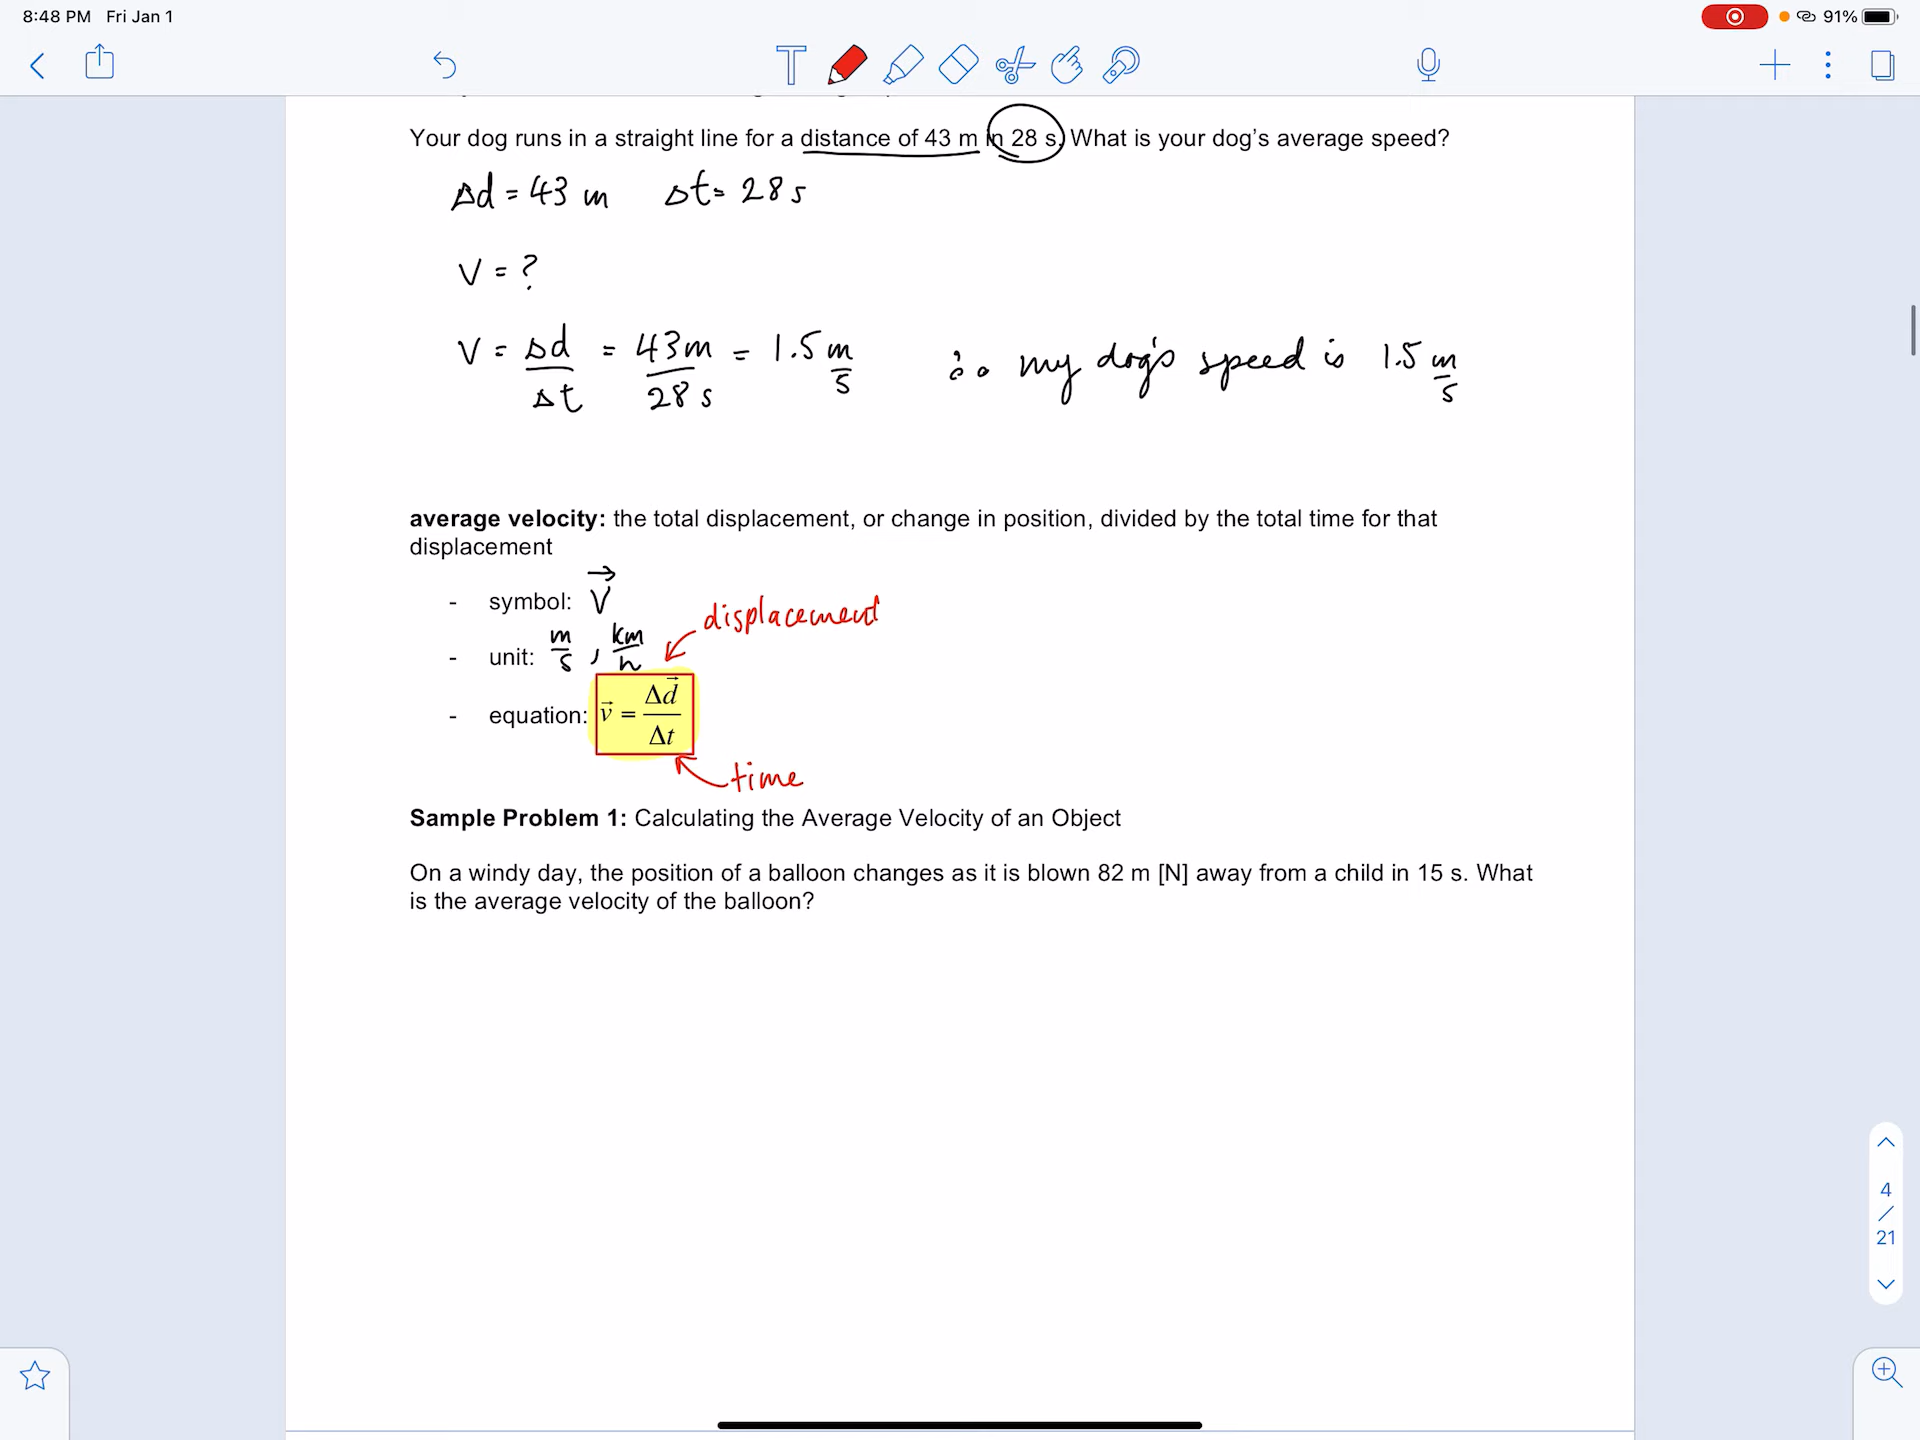 8:48 PM Fri Jan 1 91%
Your dog runs in a straight line for a distance of 43 m in 28 s. What is your dog's average speed?
Δd = 43 m Δt = 28 s
V = ?
V = Δd/Δt = 43m/28 s = 1.5 m/s ∴ my dog's speed is 1.5 m/s
average velocity: the total displacement, or change in position, divided by the total time for that
displacement
- symbol: V⃗
displacement
- unit: m/s, km/h
- equation: v⃗ = Δd⃗/Δt
time
Sample Problem 1: Calculating the Average Velocity of an Object
On a windy day, the position of a balloon changes as it is blown 82 m [N] away from a child in 15 s. What
is the average velocity of the balloon?
4
/
21